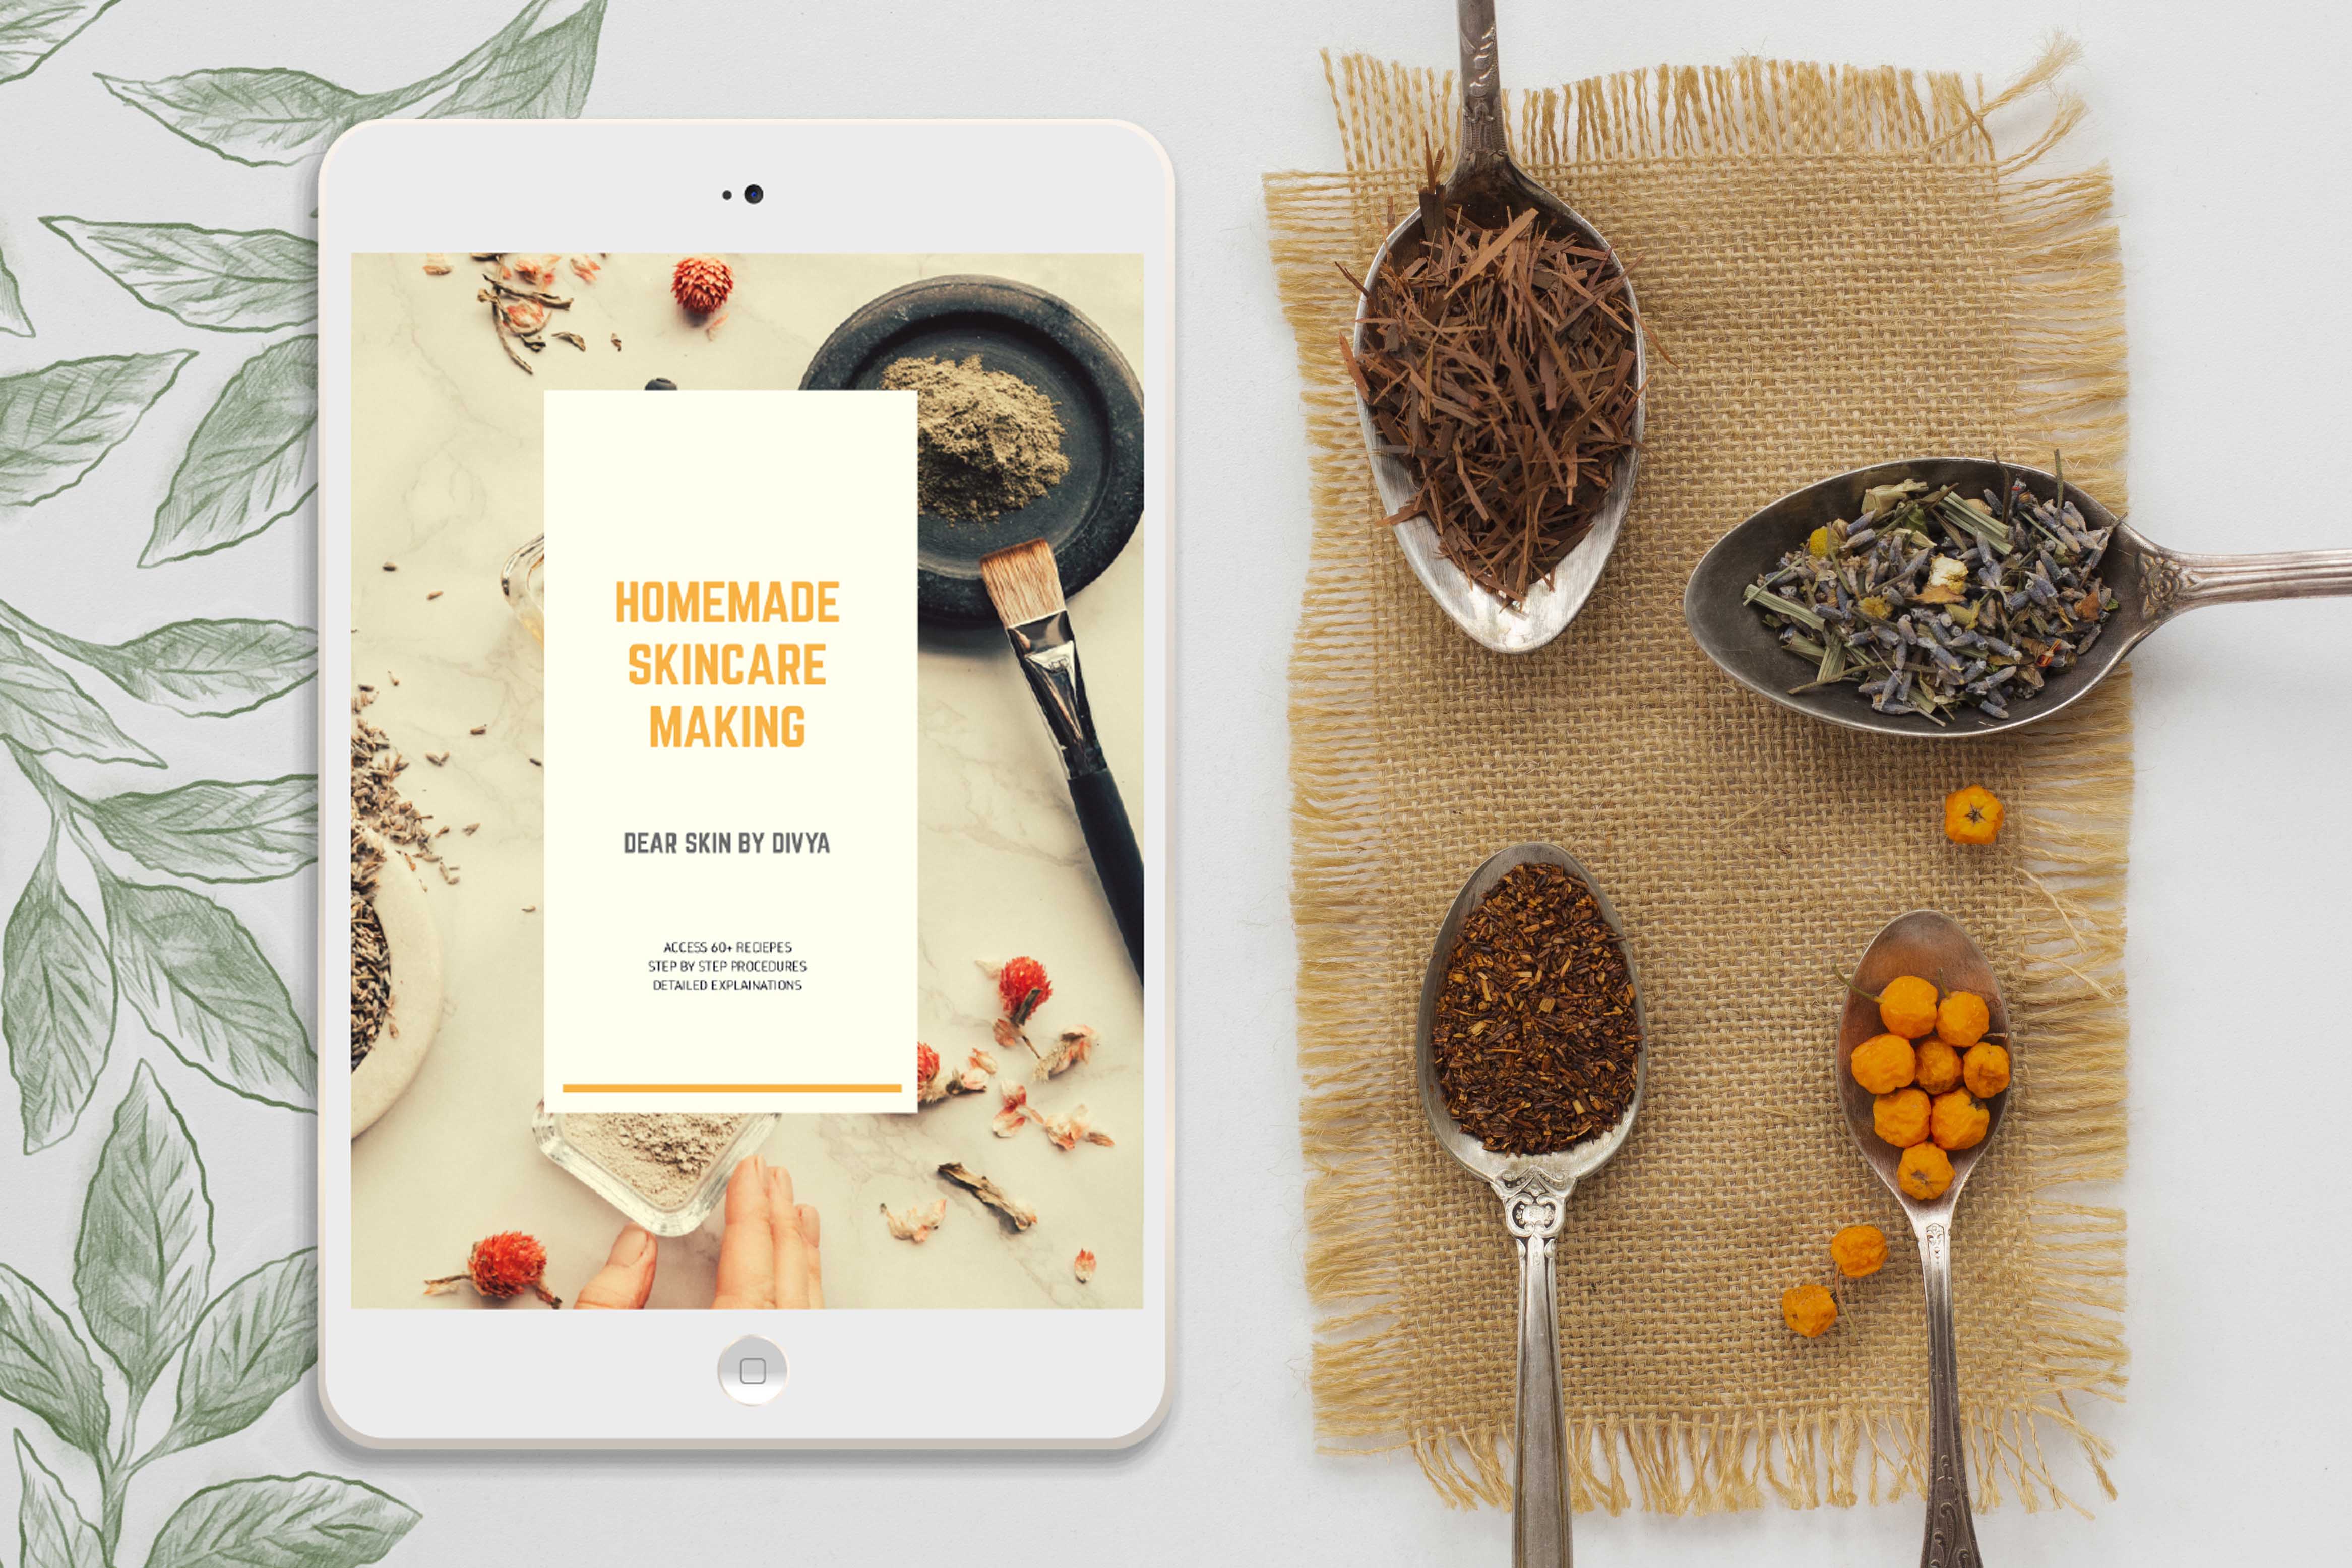 HOMEMADE
SKINCARE
MAKING
DEAR SKIN BY DIVYA
ACCESS 60+ RECIEPES
STEP BY STEP PROCEDURES
DETAILED EXPLAINATIONS